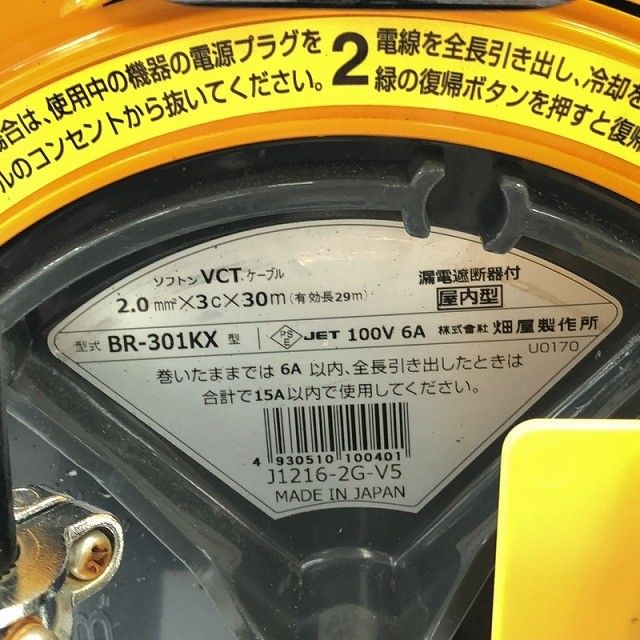 場合は、使用中の機器の電源プラグを
ルのコンセントから抜いてください。
2
電線を全長引き出し、冷却を
緑の復帰ボタンを押すと復帰
ソフトン VCT ケーブル
2.0 mm²×3c×30m (有効長29m)
漏電遮断器付
屋内型
型式 BR-301KX 型
PSE JET 100V 6A 株式会社 畑屋製作所
U0170
巻いたままでは 6A 以内、全長引き出したときは
合計で15A以内で使用してください。
4 930510 100401
J1216-2G-V5
MADE IN JAPAN